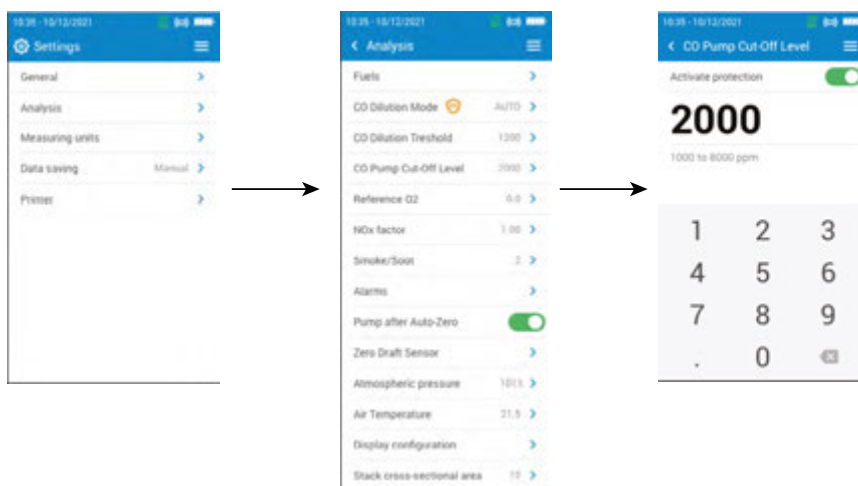 10:35 - 10/12/2021
Settings
General
Analysis
Measuring units
Data saving Manual
Printer
10:35 - 10/12/2021
Analysis
Fuels
CO Dilution Mode AUTO
CO Dilution Treshold 1200
CO Pump Cut-Off Level 2000
Reference O2 0.0
NOx factor 1.00
Smoke/Soot 2
Alarms
Pump after Auto-Zero
Zero Draft Sensor
Atmospheric pressure 1013
Air Temperature 21.5
Display configuration
Stack cross-sectional area 10
10:35 - 10/12/2021
CO Pump Cut-Off Level
Activate protection
2000
1000 to 8000 ppm
1 2 3
4 5 6
7 8 9
. 0